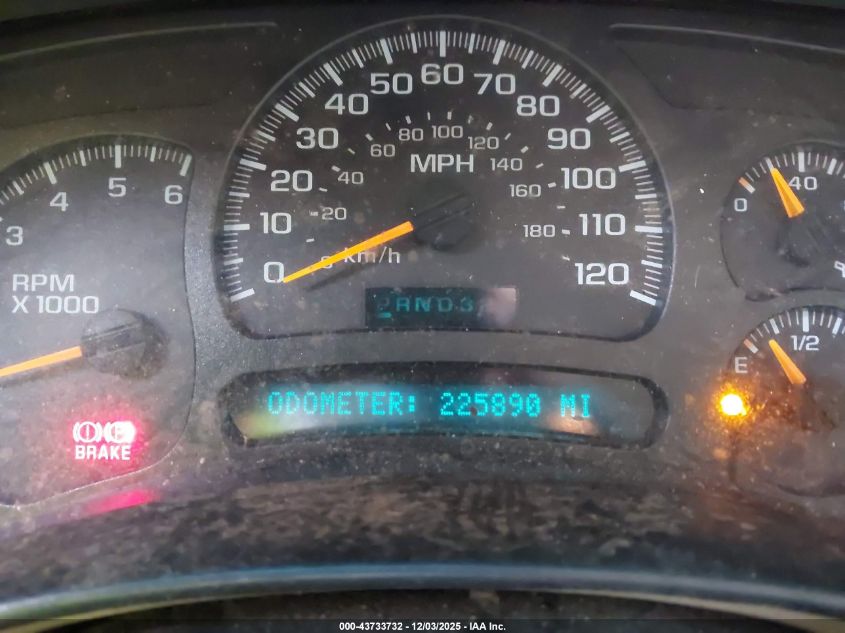 60
50 70
40 80
30 90
20 100
10 110
0 120
MPH
20 40 60 80 100 120 140 160 180
km/h
3 4 5 6
RPM
X 1000
0 40
E 1/2
ODOMETER: 225890 MI
BRAKE
000-43733732 - 12/03/2025 - IAA Inc.